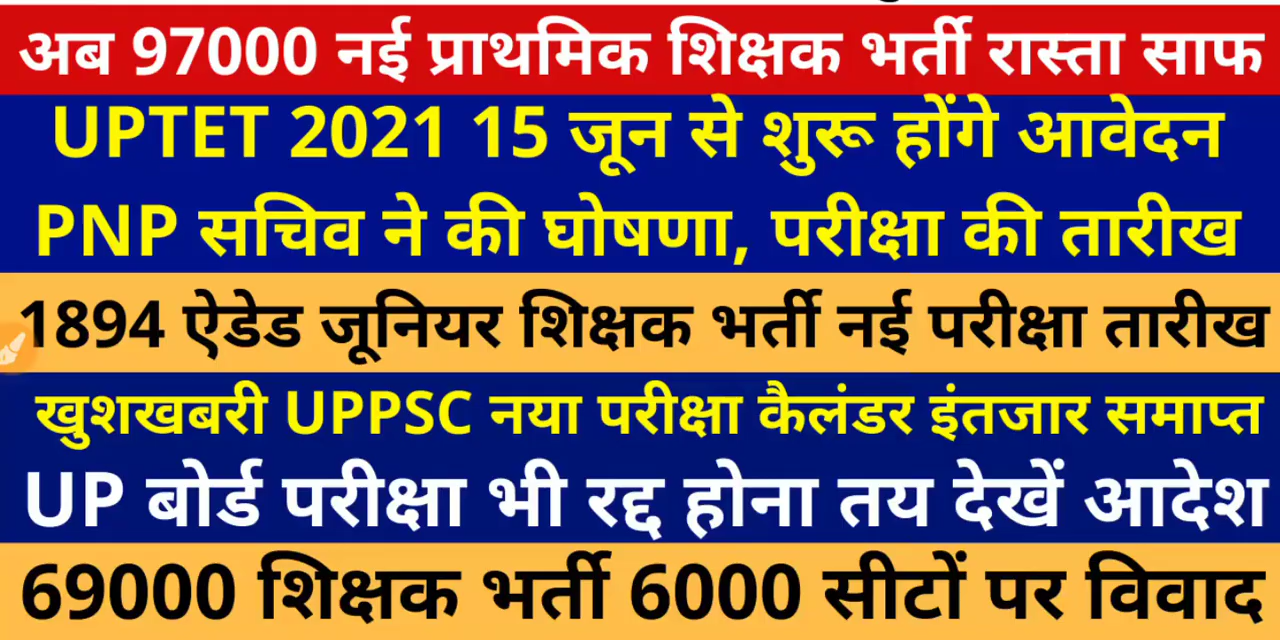 अब 97000 नई प्राथमिक शिक्षक भर्ती रास्ता साफ
UPTET 2021 15 जून से शुरू होंगे आवेदन
PNP सचिव ने की घोषणा, परीक्षा की तारीख
1894 ऐडेड जूनियर शिक्षक भर्ती नई परीक्षा तारीख
खुशखबरी UPPSC नया परीक्षा कैलंडर इंतजार समाप्त
UP बोर्ड परीक्षा भी रद्द होना तय देखें आदेश
69000 शिक्षक भर्ती 6000 सीटों पर विवाद